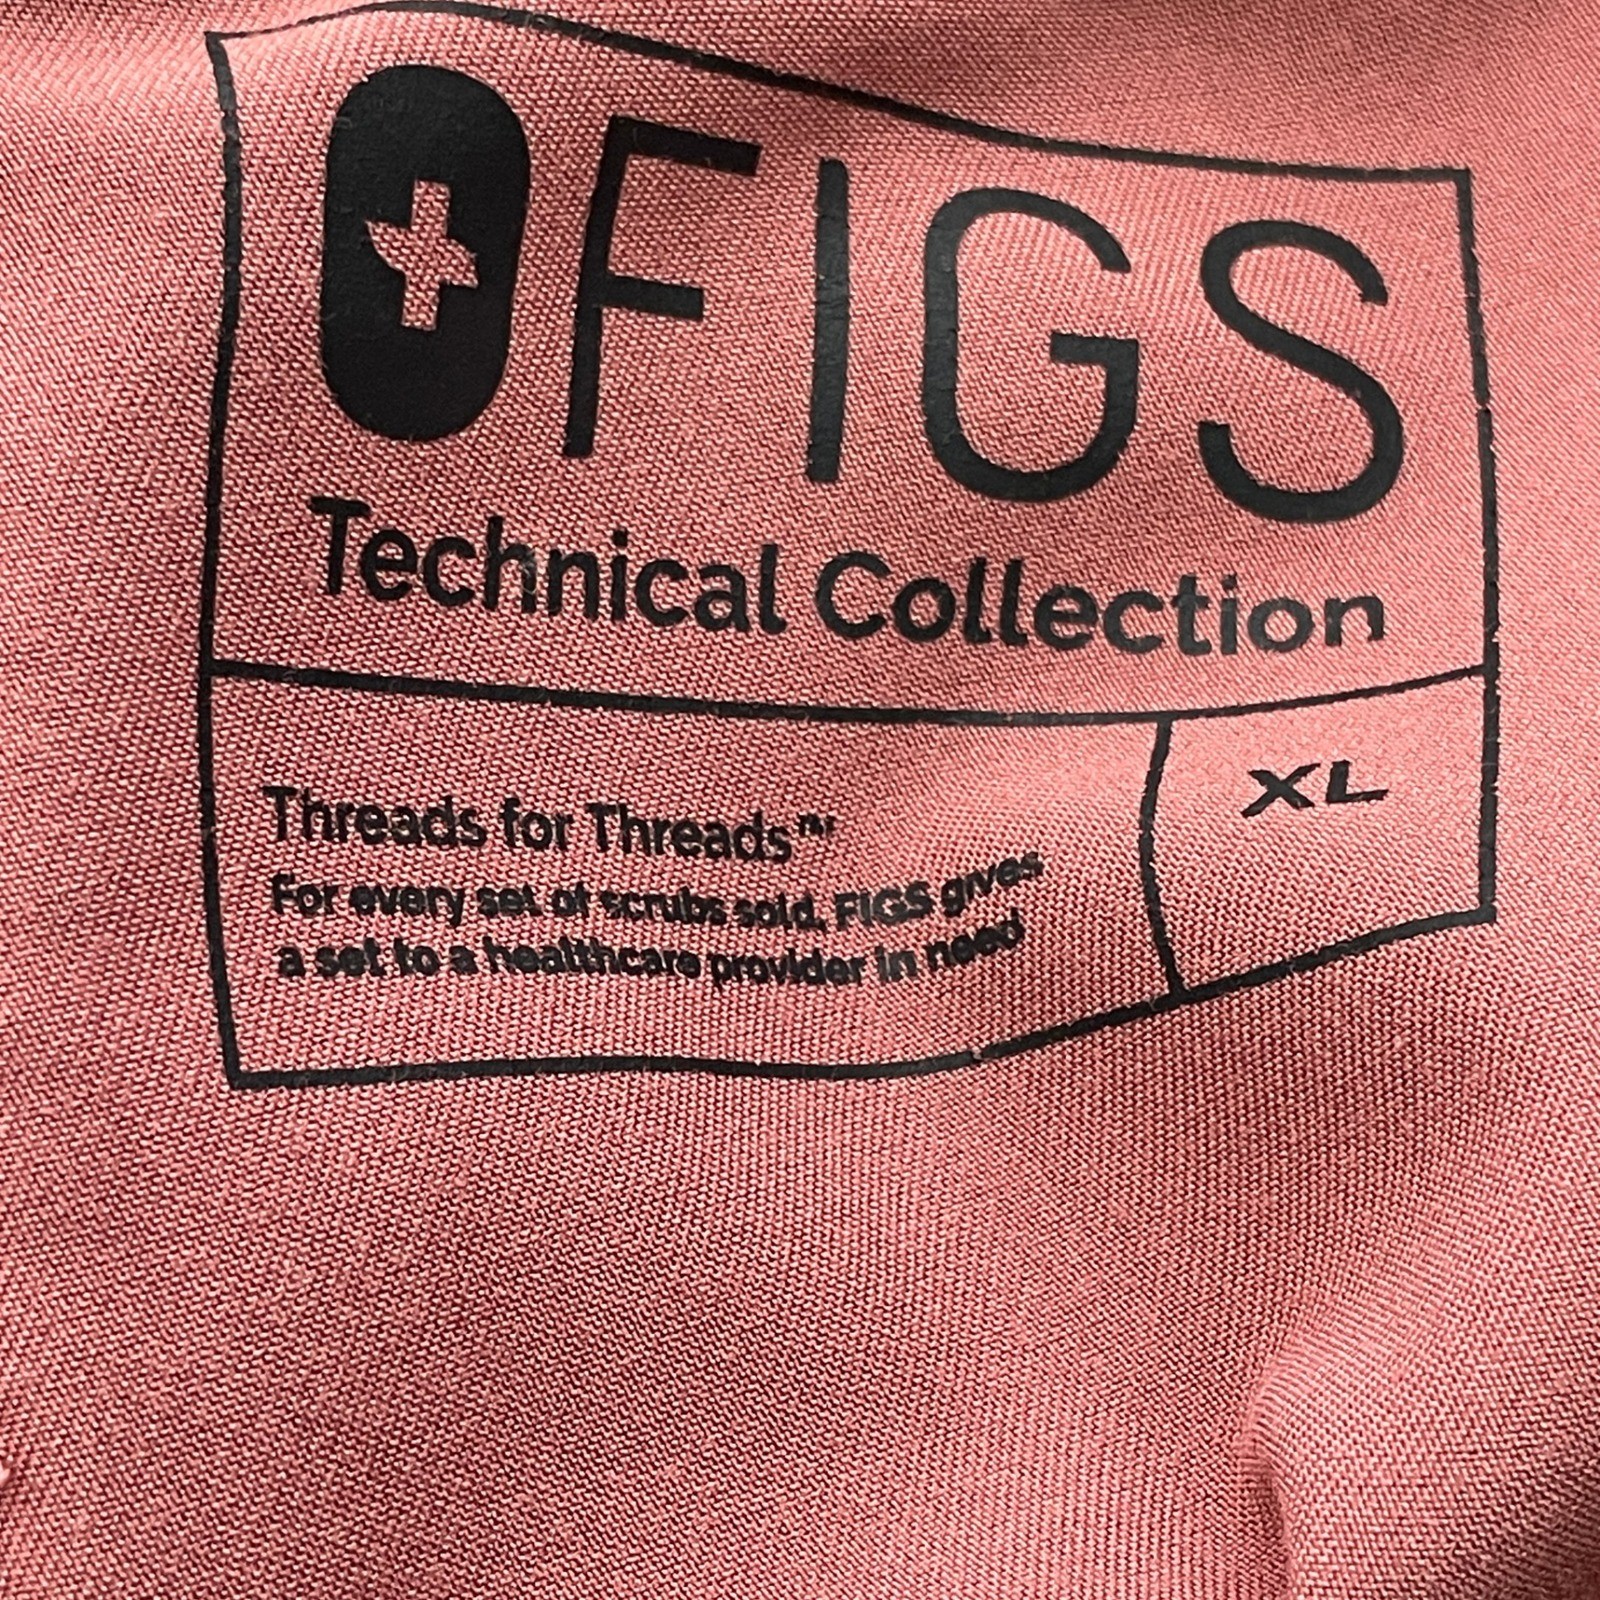 FIGS
Technical Collection
Threads for Threads™
For every set of scrubs sold, FIGS gives
a set to a healthcare provider in need
XL